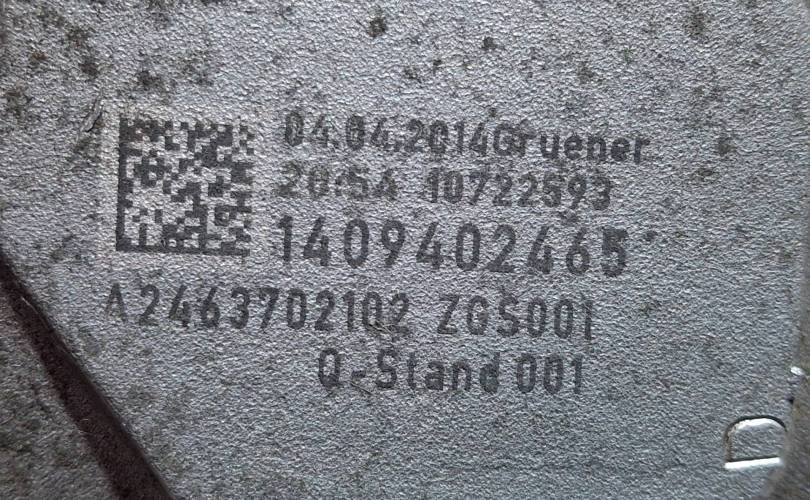 04.04.2014Gruener
20:54 10722593
1409402465
A2463702102 ZGS001
Q-Stand 001
D